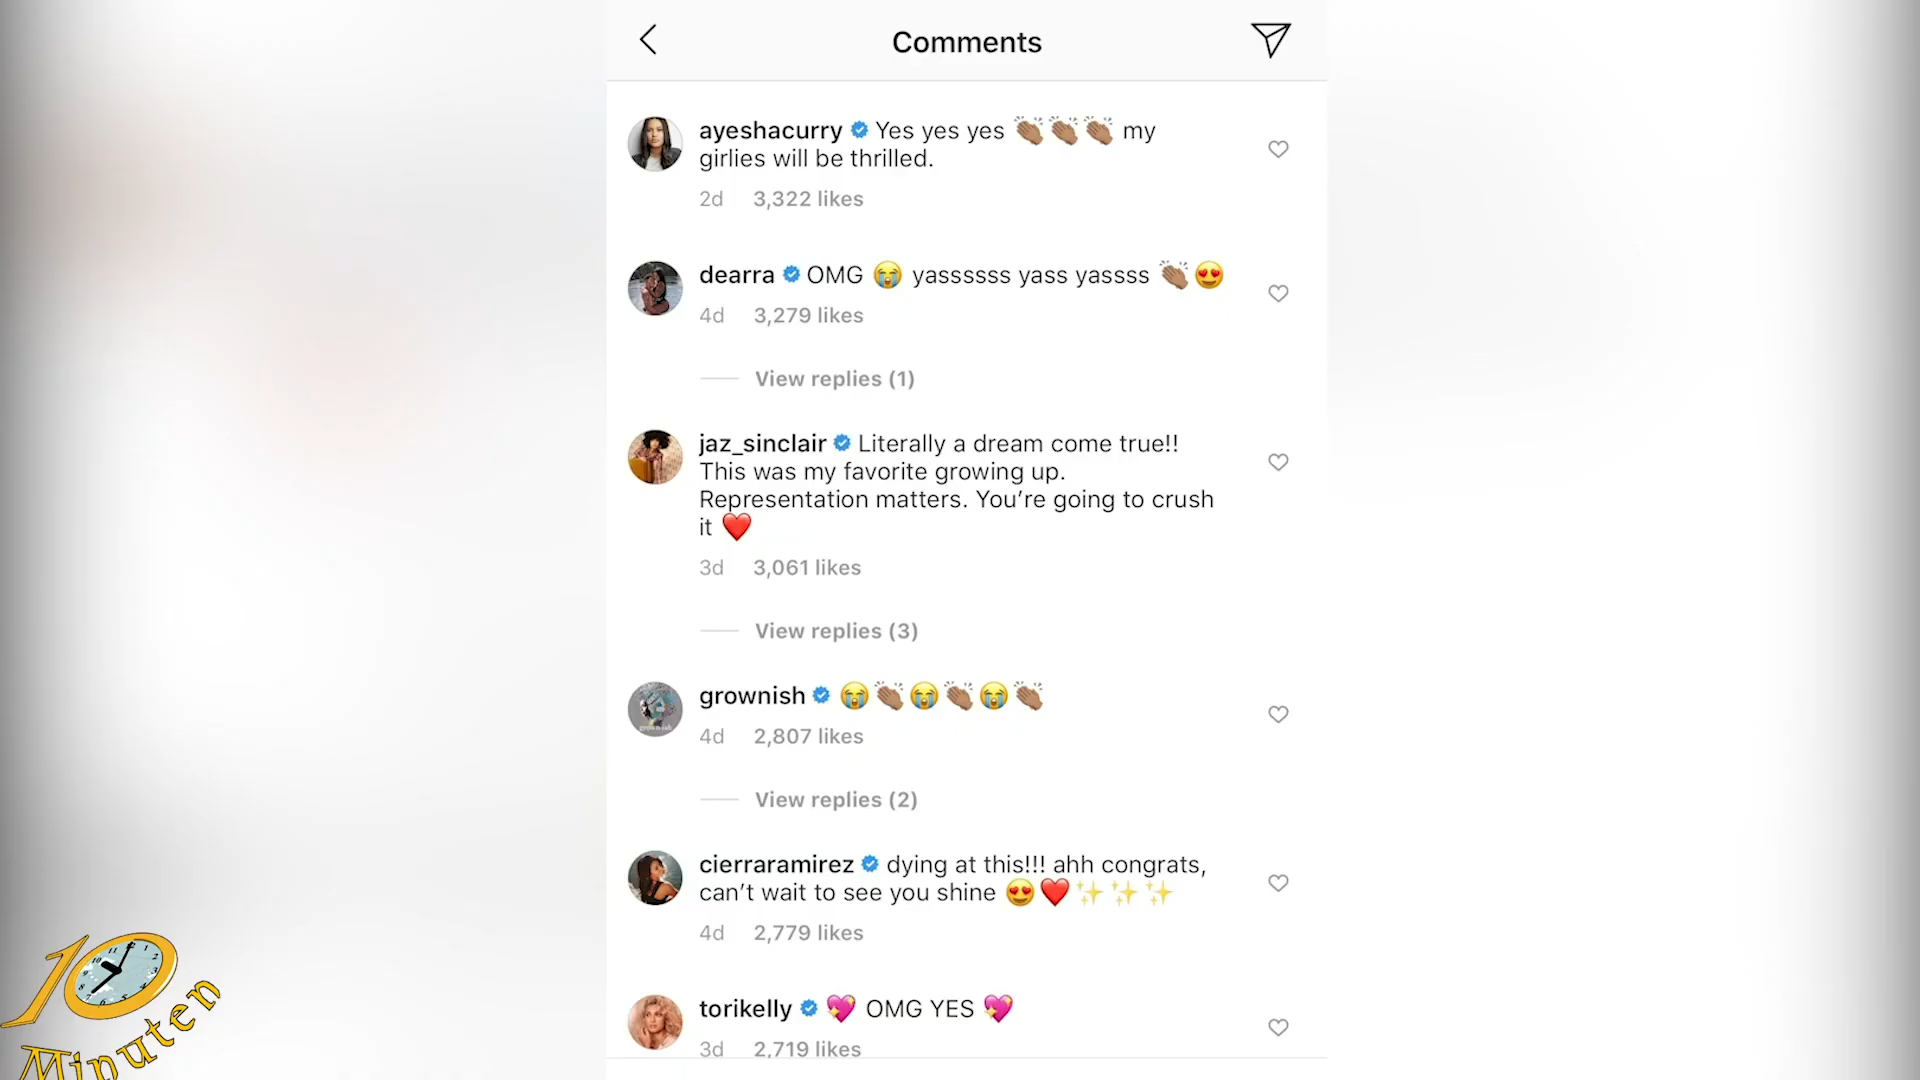 Comments
ayeshacurry Yes yes yes 👏🏽👏🏽👏🏽 my
girlies will be thrilled.
2d 3,322 likes
dearra OMG 😭 yassssss yass yassss 👏🏽😍
4d 3,279 likes
View replies (1)
jaz_sinclair Literally a dream come true!!
This was my favorite growing up.
Representation matters. You’re going to crush
it ❤️
3d 3,061 likes
View replies (3)
grownish 😭👏🏽😭👏🏽😭👏🏽
4d 2,807 likes
View replies (2)
cierraramirez dying at this!!! ahh congrats,
can’t wait to see you shine 😍❤️✨✨✨
4d 2,779 likes
torikelly 💖 OMG YES 💖
3d 2,719 likes
10
Minuten